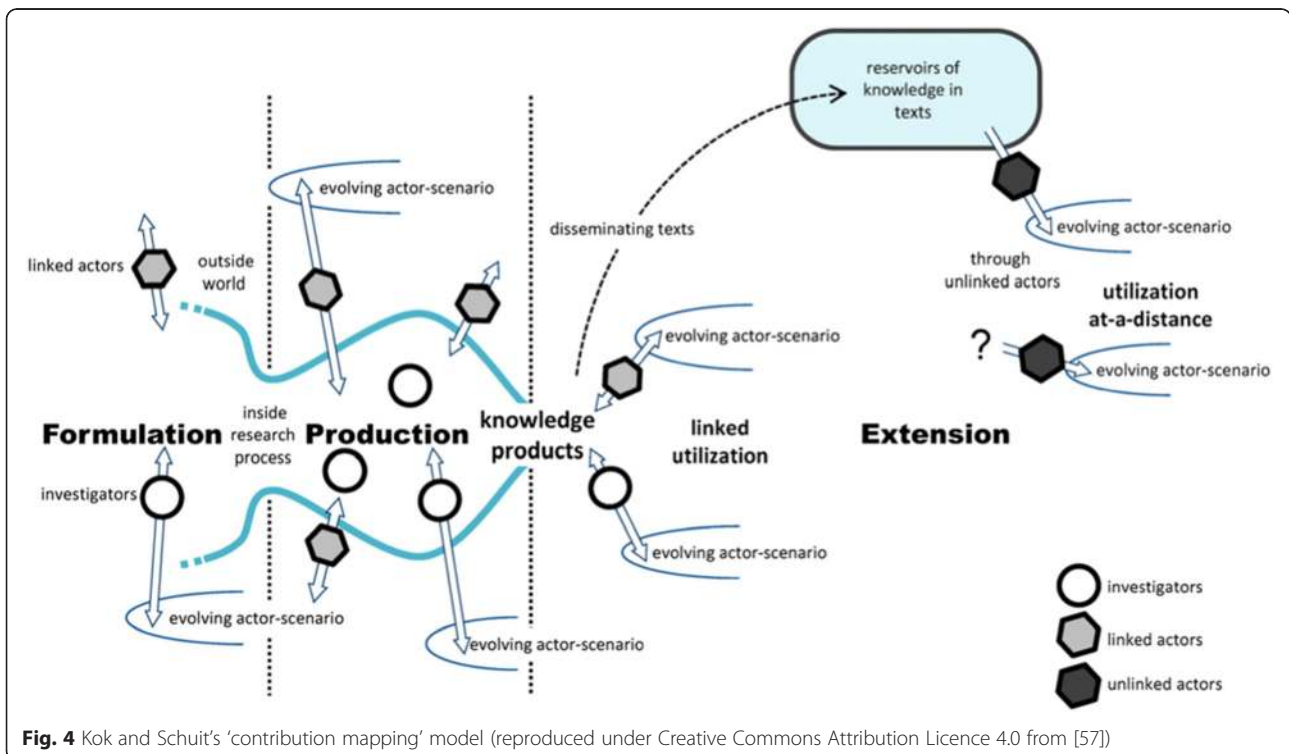 reservoirs of
knowledge in
texts
evolving actor-scenario
disseminating texts
evolving actor-scenario
linked actors
outside
world
through
unlinked actors
utilization
at-a-distance
evolving actor-scenario
?
evolving actor-scenario
Formulation
inside
research
process
Production
knowledge
products
linked
utilization
Extension
investigators
evolving actor-scenario
evolving actor-scenario
evolving actor-scenario
investigators
linked actors
unlinked actors
Fig. 4 Kok and Schuit's 'contribution mapping' model (reproduced under Creative Commons Attribution Licence 4.0 from [57])